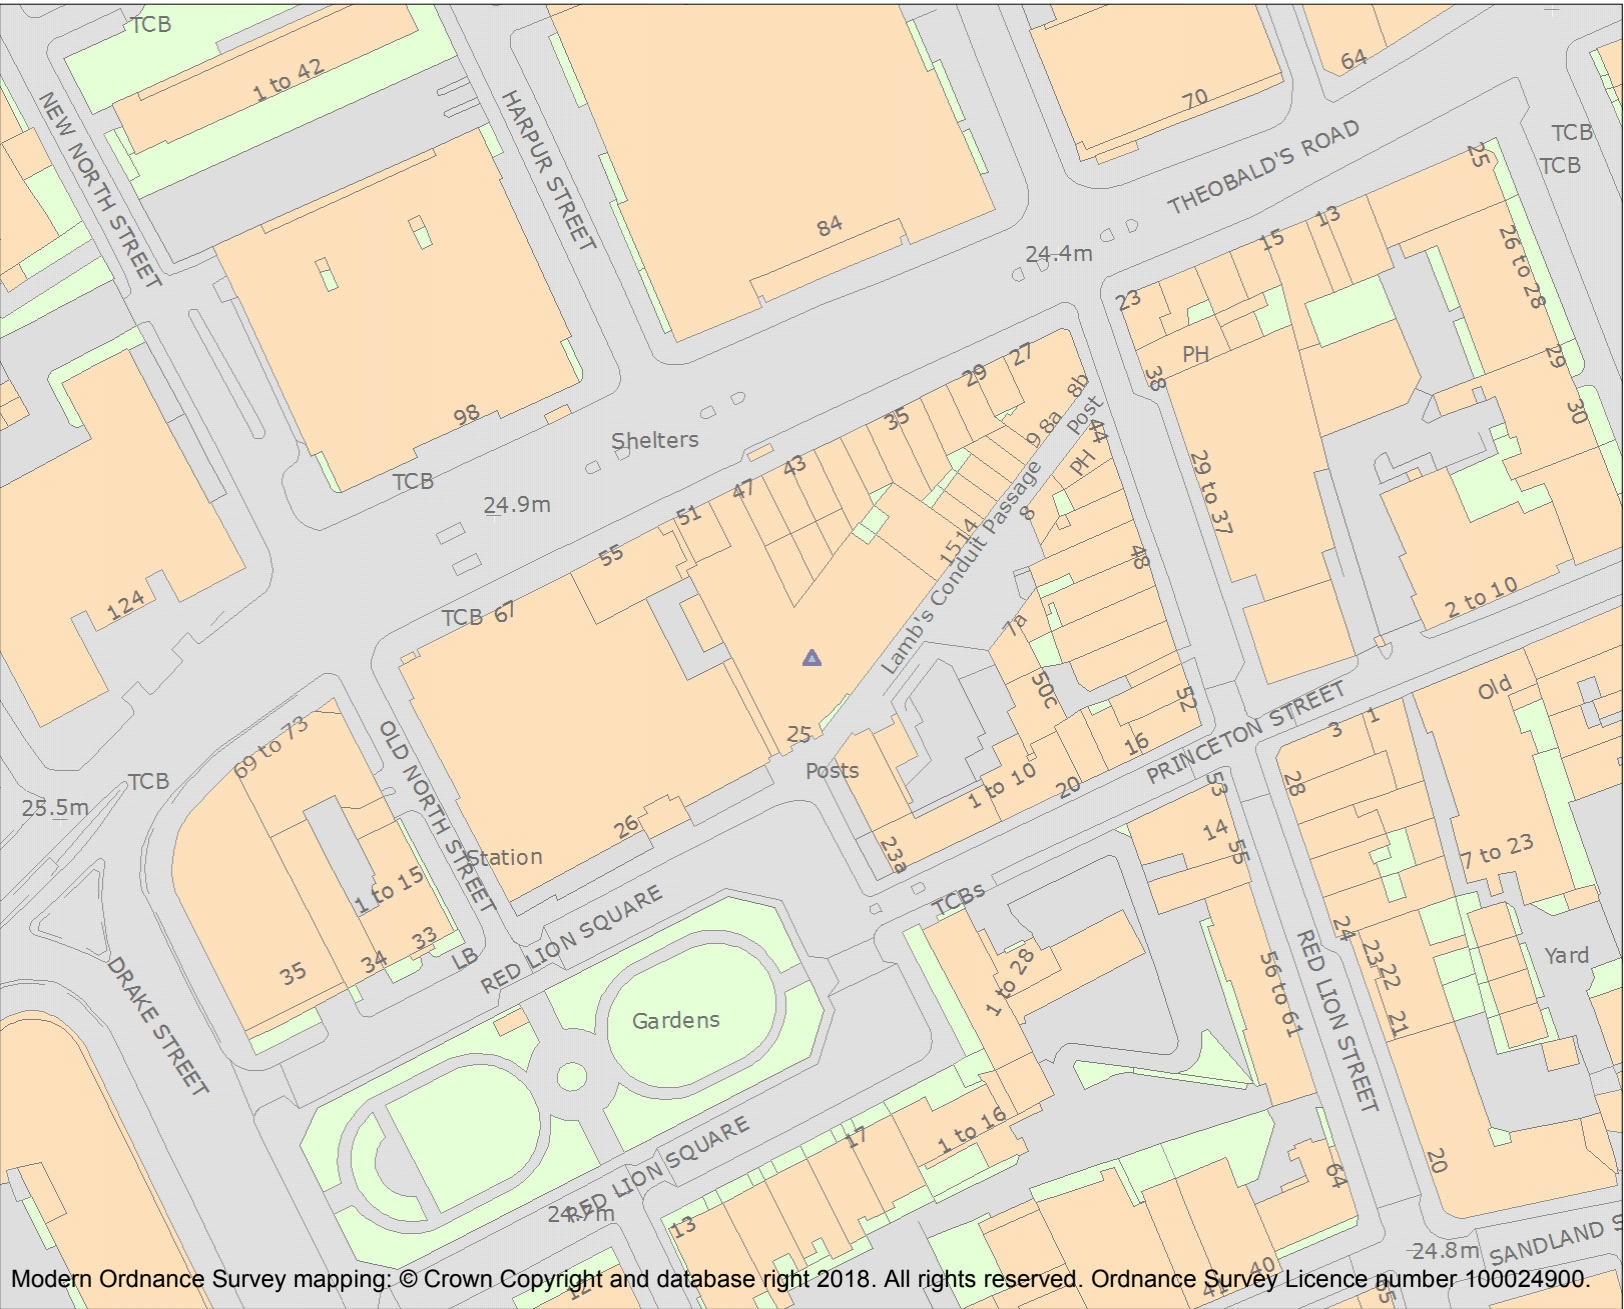 TCB
1 to 42
64
70
NEW NORTH STREET
HARPUR STREET
THEOBALD'S ROAD
TCB
TCB
25
84
13
15
24.4m
26 to 28
23
PH
27
29
38
8b
29
98
35
8a
Post
30
Shelters
9
44
43
PH
TCB
47
24.9m
51
8
29 to 37
14
15
Lamb's Conduit Passage
55
48
124
TCB
67
7a
2 to 10
50c
52
Old
69 to 73
OLD NORTH STREET
25
16
PRINCETON STREET
3
1
Posts
TCB
1 to 10
20
53
28
25.5m
26
14
23a
55
7 to 23
Station
1 to 15
TCBs
RED LION SQUARE
33
34
LB
35
24
23
22
Yard
1 to 28
56 to 61
RED LION STREET
DRAKE STREET
Gardens
21
17
1 to 16
RED LION SQUARE
20
64
24.7m
13
24.8m
SANDLAND S
40
44
65
12
Modern Ordnance Survey mapping: © Crown Copyright and database right 2018. All rights reserved. Ordnance Survey Licence number 100024900.